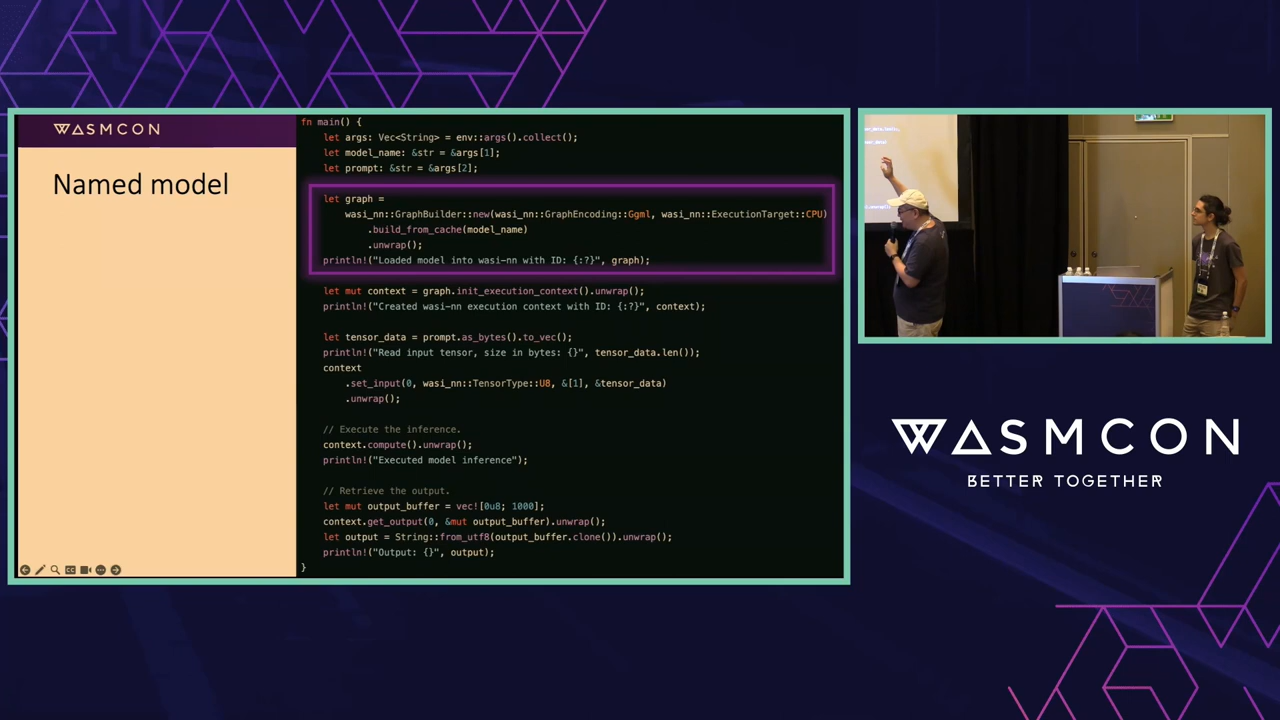 WASMCON
Named model
fn main() {
let args: Vec<String> = env::args().collect();
let model_name: &str = &args[1];
let prompt: &str = &args[2];
let graph =
wasi_nn::GraphBuilder::new(wasi_nn::GraphEncoding::Ggml, wasi_nn::ExecutionTarget::CPU)
.build_from_cache(model_name)
.unwrap();
println!("Loaded model into wasi-nn with ID: {:?}", graph);
let mut context = graph.init_execution_context().unwrap();
println!("Created wasi-nn execution context with ID: {:?}", context);
let tensor_data = prompt.as_bytes().to_vec();
println!("Read input tensor, size in bytes: {}", tensor_data.len());
context
.set_input(0, wasi_nn::TensorType::U8, &[1], &tensor_data)
.unwrap();
// Execute the inference.
context.compute().unwrap();
println!("Executed model inference");
// Retrieve the output.
let mut output_buffer = vec![0u8; 1000];
context.get_output(0, &mut output_buffer).unwrap();
let output = String::from_utf8(output_buffer.clone()).unwrap();
println!("Output: {}", output);
}
WASMCON
BETTER TOGETHER